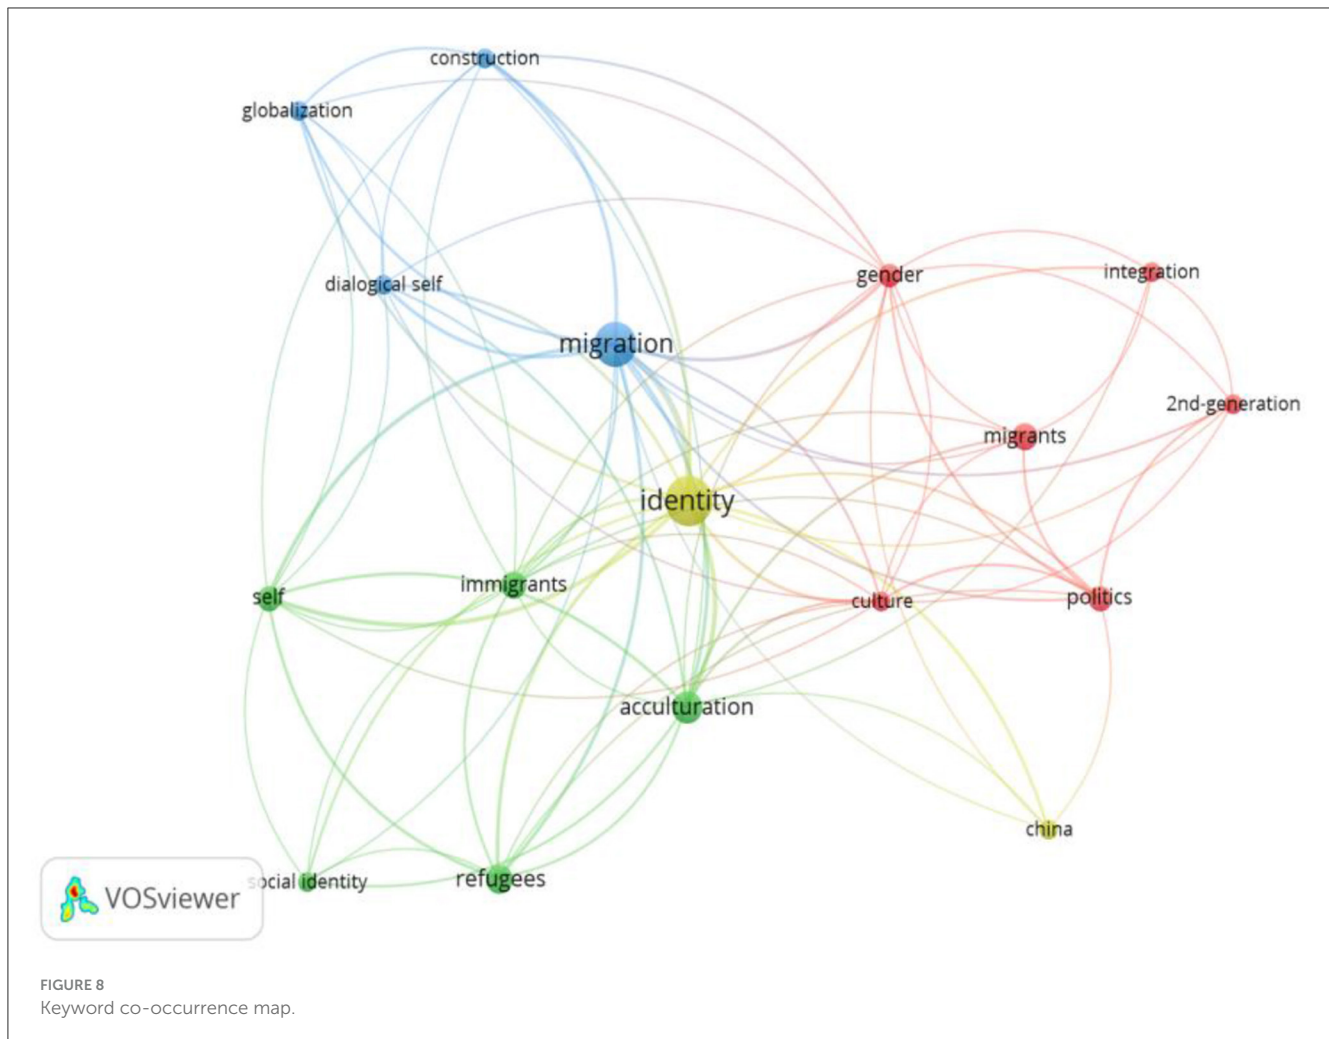 construction
globalization
gender
integration
dialogical self
migration
2nd-generation
migrants
identity
immigrants
self
culture
politics
acculturation
china
social identity
refugees
VOSviewer
FIGURE 8
Keyword co-occurrence map.